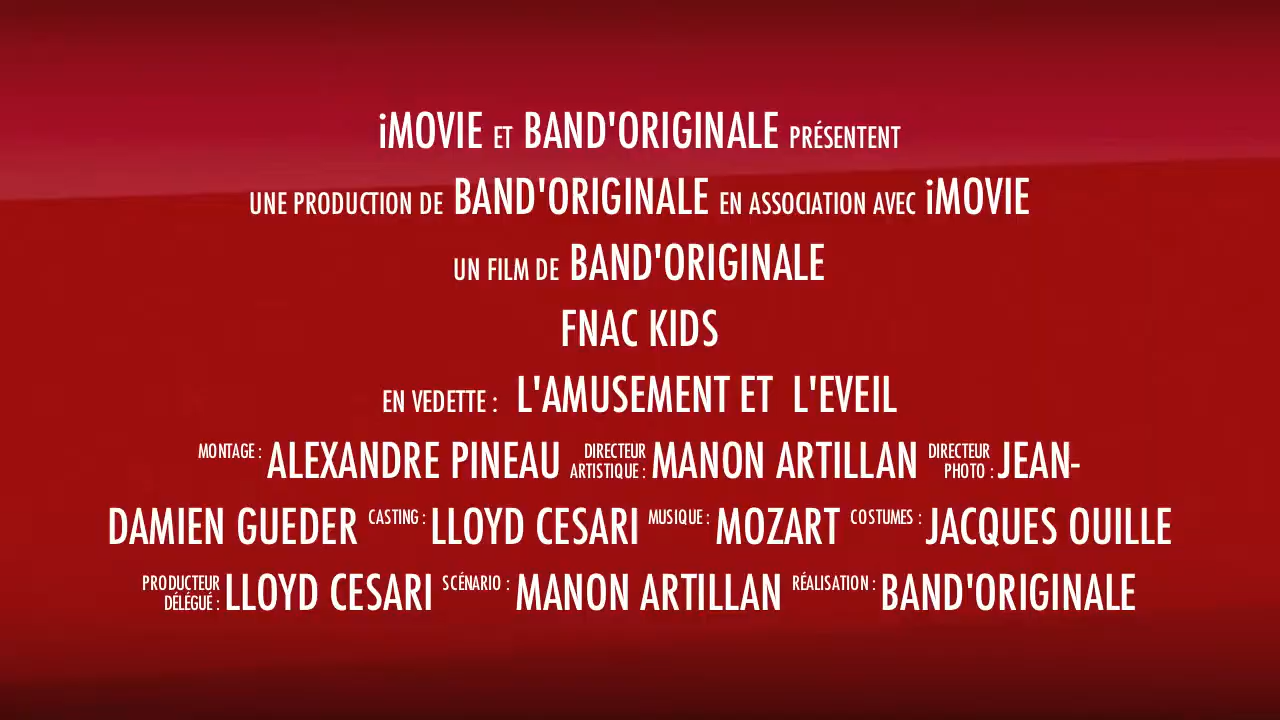 iMOVIE ET BAND'ORIGINALE PRÉSENTENT
UNE PRODUCTION DE BAND'ORIGINALE EN ASSOCIATION AVEC iMOVIE
UN FILM DE BAND'ORIGINALE
FNAC KIDS
EN VEDETTE : L'AMUSEMENT ET L'EVEIL
MONTAGE : ALEXANDRE PINEAU DIRECTEUR ARTISTIQUE : MANON ARTILLAN DIRECTEUR PHOTO : JEAN-
DAMIEN GUEDER CASTING : LLOYD CESARI MUSIQUE : MOZART COSTUMES : JACQUES OUILLE
PRODUCTEUR DÉLÉGUÉ : LLOYD CESARI SCÉNARIO : MANON ARTILLAN RÉALISATION : BAND'ORIGINALE